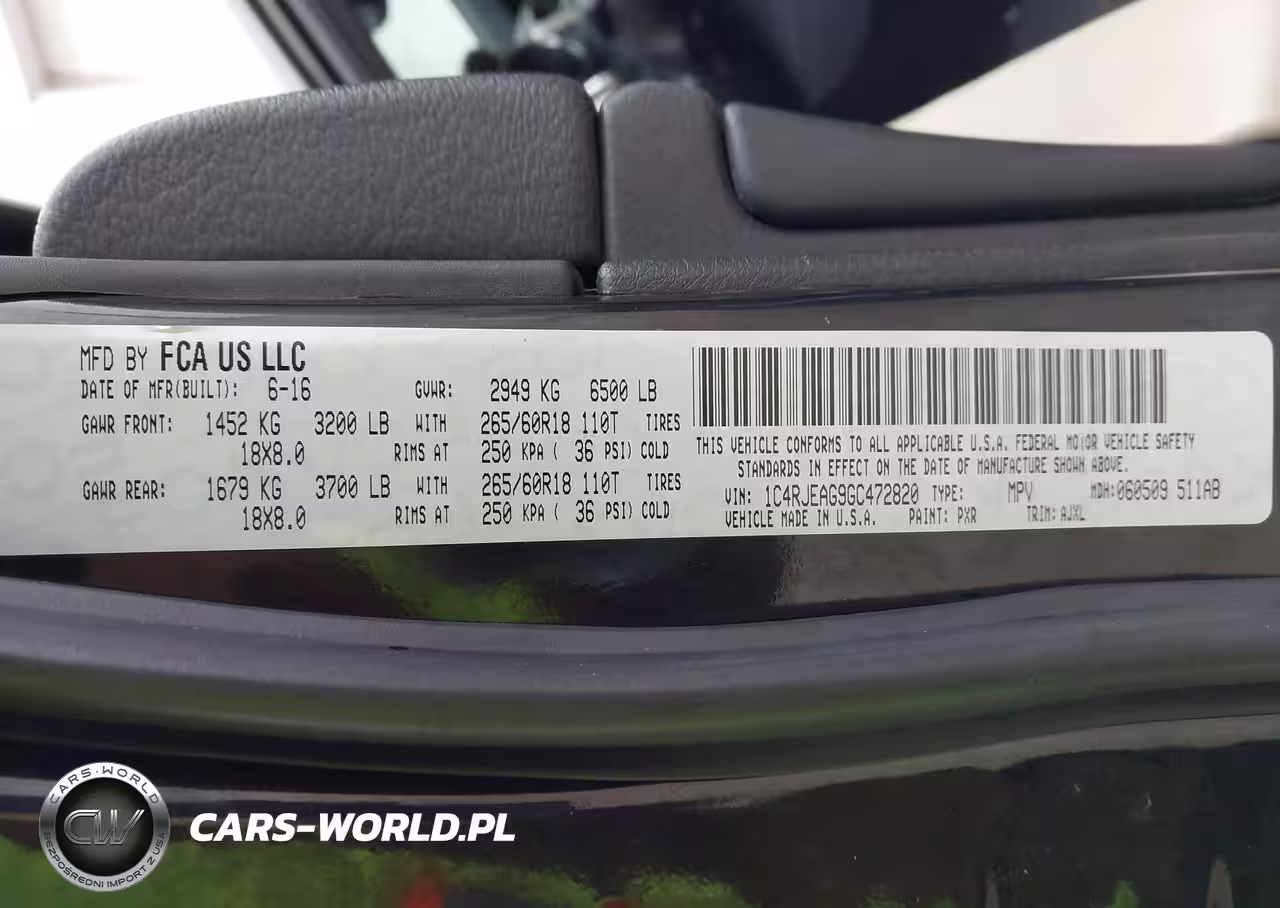 MFD BY FCA US LLC
DATE OF MFR(BUILT): 6-16 GVWR: 2949 KG 6500 LB
GAWR FRONT: 1452 KG 3200 LB WITH 265/60R18 110T TIRES
18X8.0 RIMS AT 250 KPA ( 36 PSI) COLD
GAWR REAR: 1679 KG 3700 LB WITH 265/60R18 110T TIRES
18X8.0 RIMS AT 250 KPA ( 36 PSI) COLD
THIS VEHICLE CONFORMS TO ALL APPLICABLE U.S.A. FEDERAL MOTOR VEHICLE SAFETY
STANDARDS IN EFFECT ON THE DATE OF MANUFACTURE SHOWN ABOVE.
VIN: 1C4RJEAG9GC472820 TYPE: MPV MDH: 060509 511AB
VEHICLE MADE IN U.S.A. PAINT: PXR TRIM: AJXL
CARS-WORLD
CW
BEZPOŚREDNI IMPORT Z USA
CARS-WORLD.PL